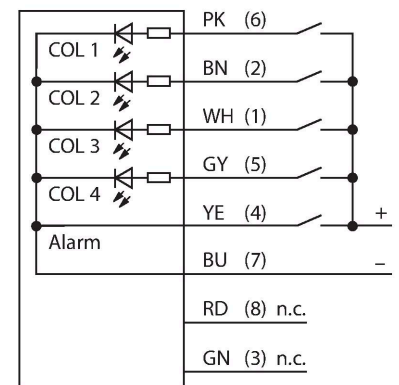 PK (6)
COL 1
BN (2)
COL 2
WH (1)
COL 3
GY (5)
COL 4
YE (4) +
Alarm
BU (7) –
RD (8) n.c.
GN (3) n.c.